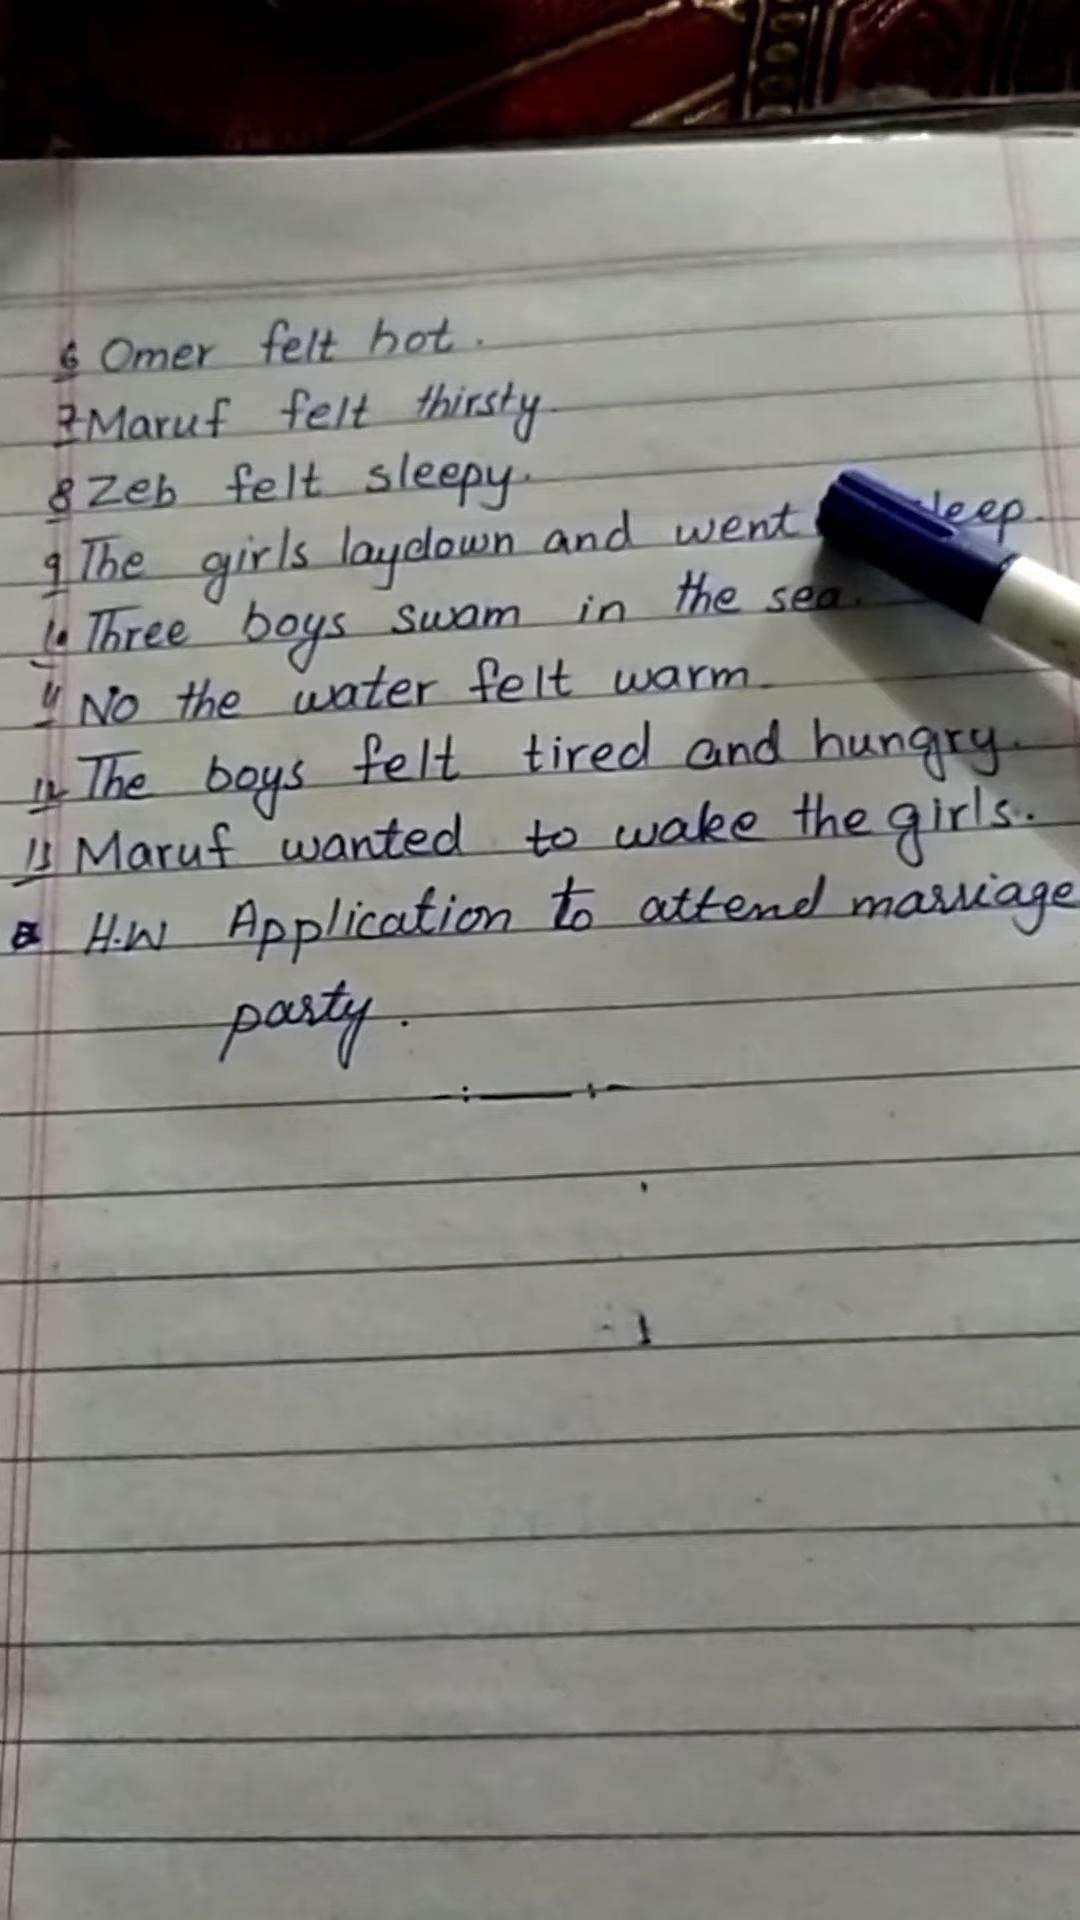 6 Omer felt hot.
7 Maruf felt thirsty.
8 Zeb felt sleepy.
9 The girls laydown and went leep.
10 Three boys swam in the sea.
11 No the water felt warm.
12 The boys felt tired and hungry.
13 Maruf wanted to wake the girls.
H.W Application to attend marriage
party.